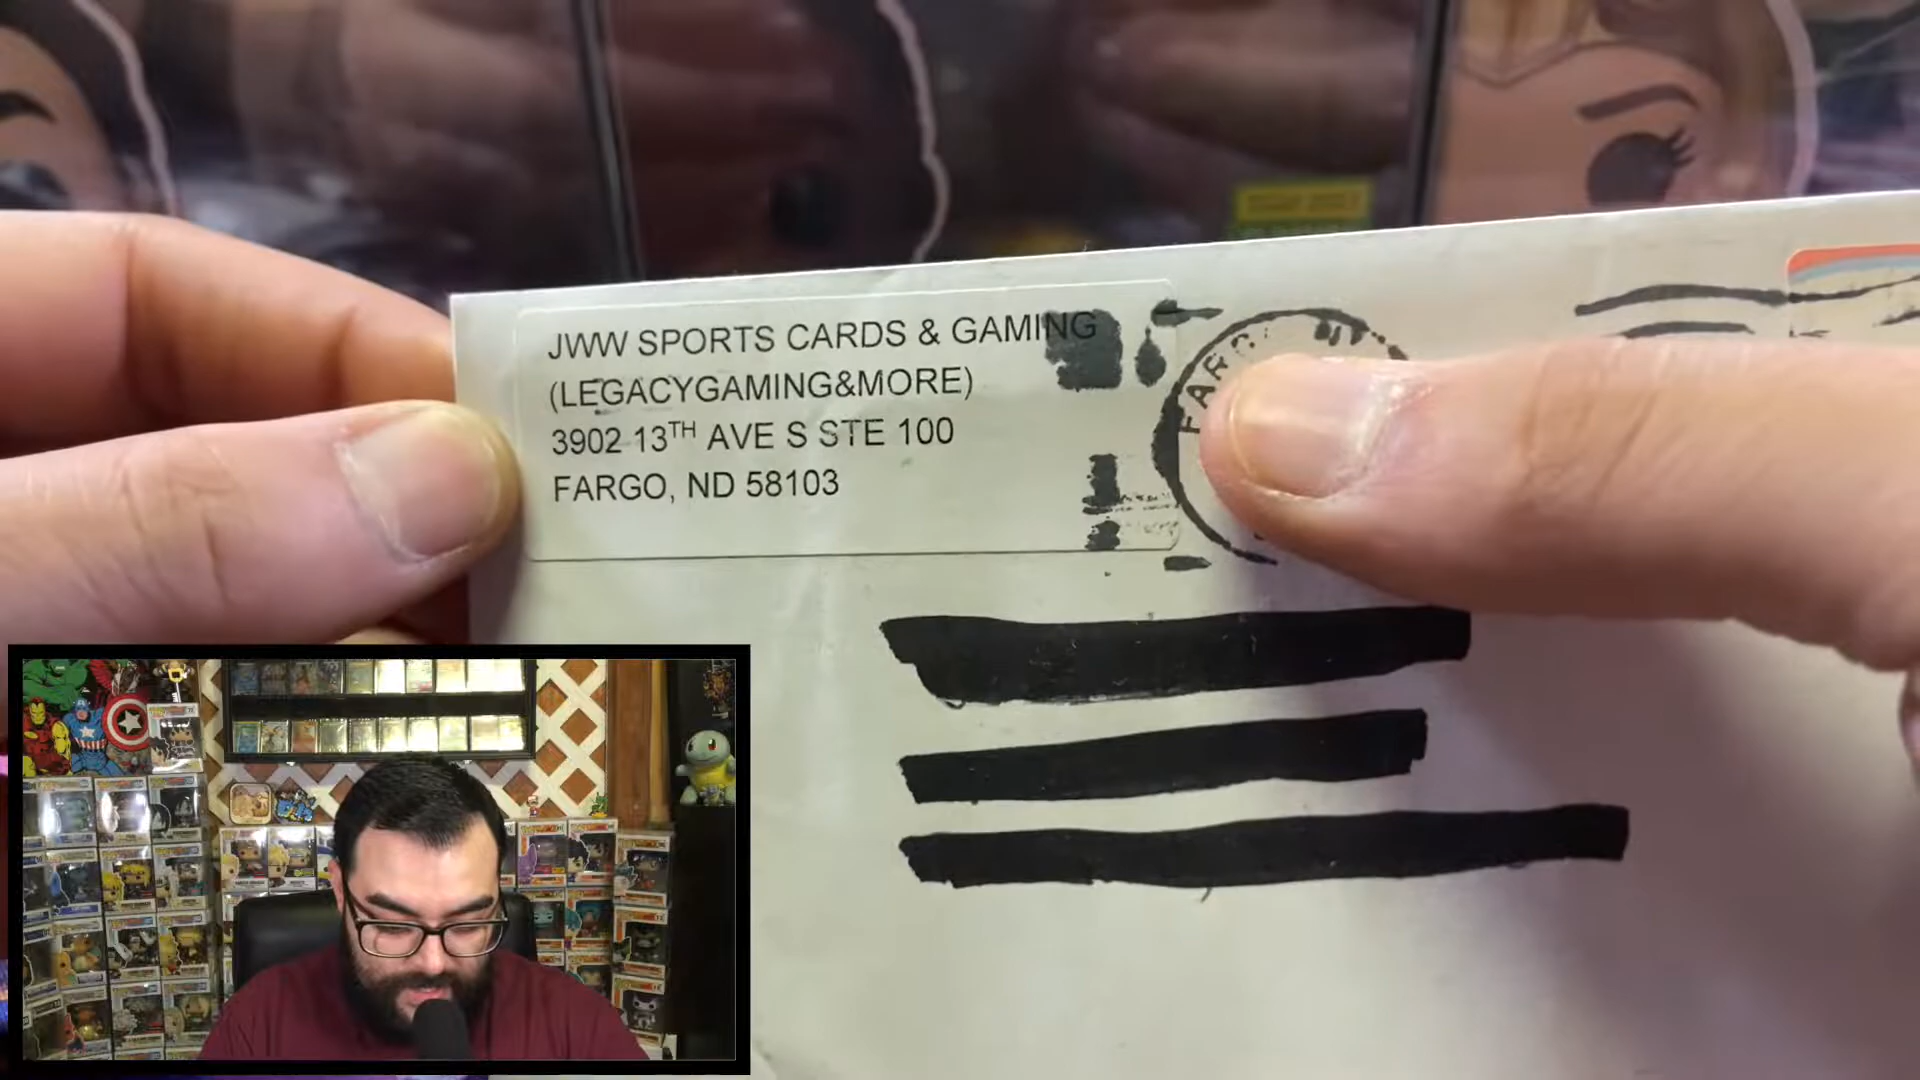 JWW SPORTS CARDS & GAMING
(LEGACYGAMING&MORE)
3902 13TH AVE S STE 100
FARGO, ND 58103